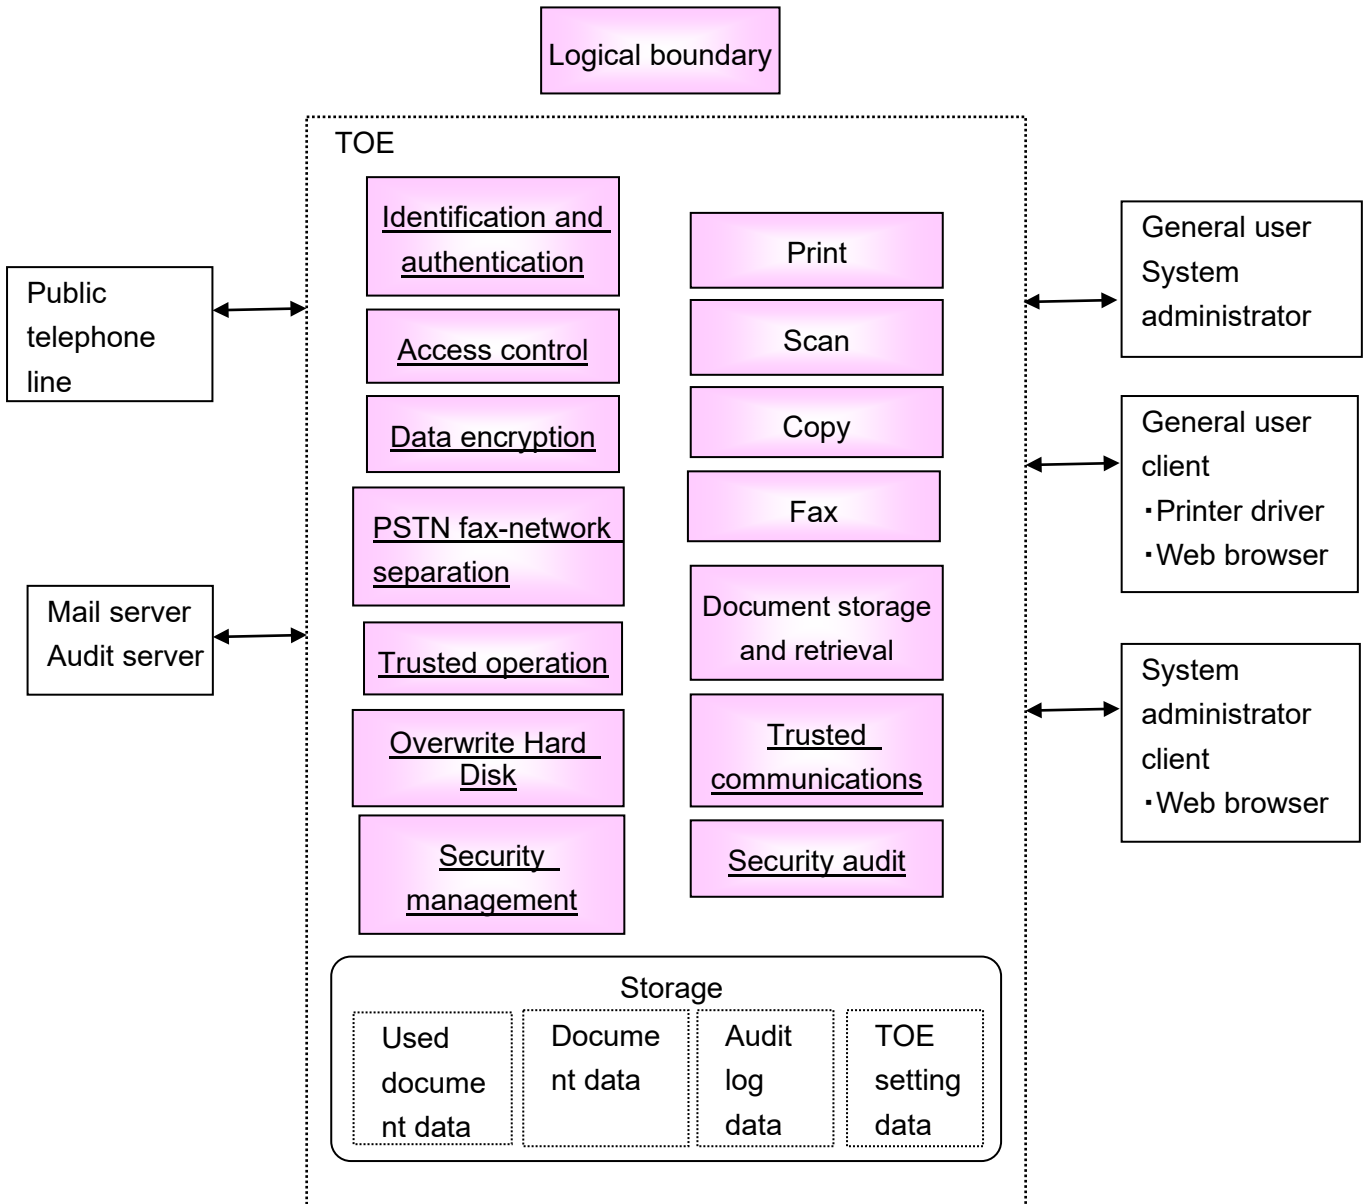 Logical boundary
TOE
Public
telephone
line
Mail server
Audit server
Identification and
authentication
Access control
Data encryption
PSTN fax-network
separation
Trusted operation
Overwrite Hard
Disk
Security
management
Print
Scan
Copy
Fax
Document storage
and retrieval
Trusted
communications
Security audit
General user
System
administrator
General user
client
・Printer driver
・Web browser
System
administrator
client
・Web browser
Storage
Used
docume
nt data
Docume
nt data
Audit
log
data
TOE
setting
data